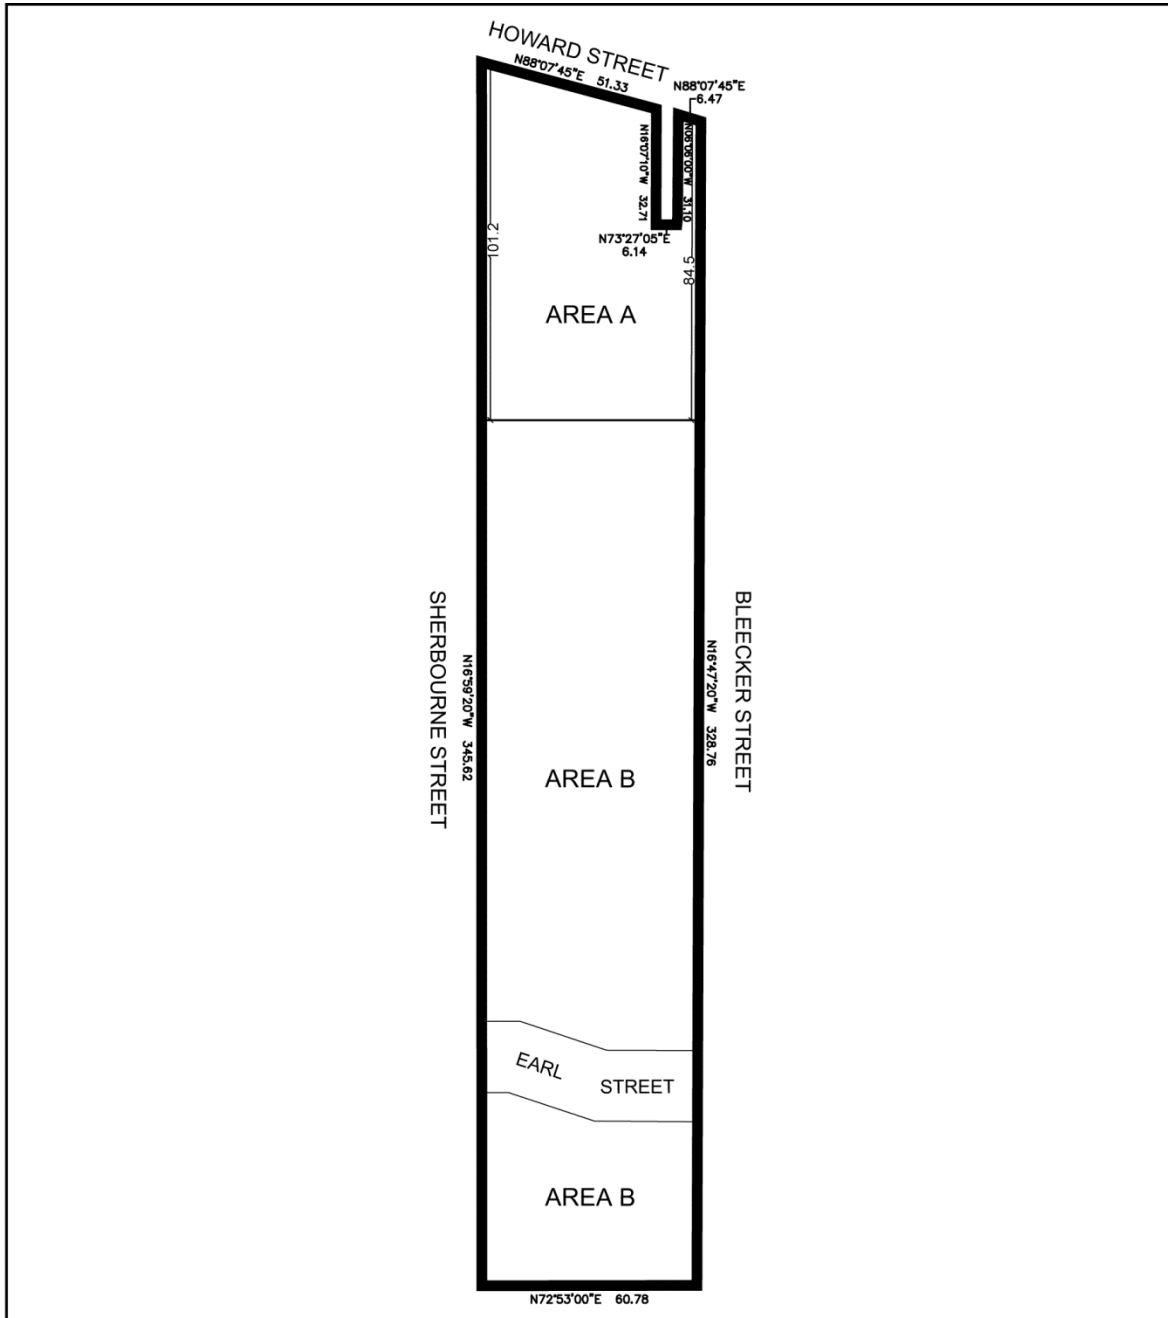 HOWARD STREET
N88°07'45"E 51.33
N88°07'45"E
6.47
N16°07'10"W 32.71
N08°08'00"W 31.10
N73°27'05"E
6.14
101.2
84.5
AREA A
SHERBOURNE STREET
N16°59'20"W 345.62
BLEECKER STREET
N16°47'20"W 328.76
AREA B
EARL STREET
AREA B
N72°53'00"E 60.78